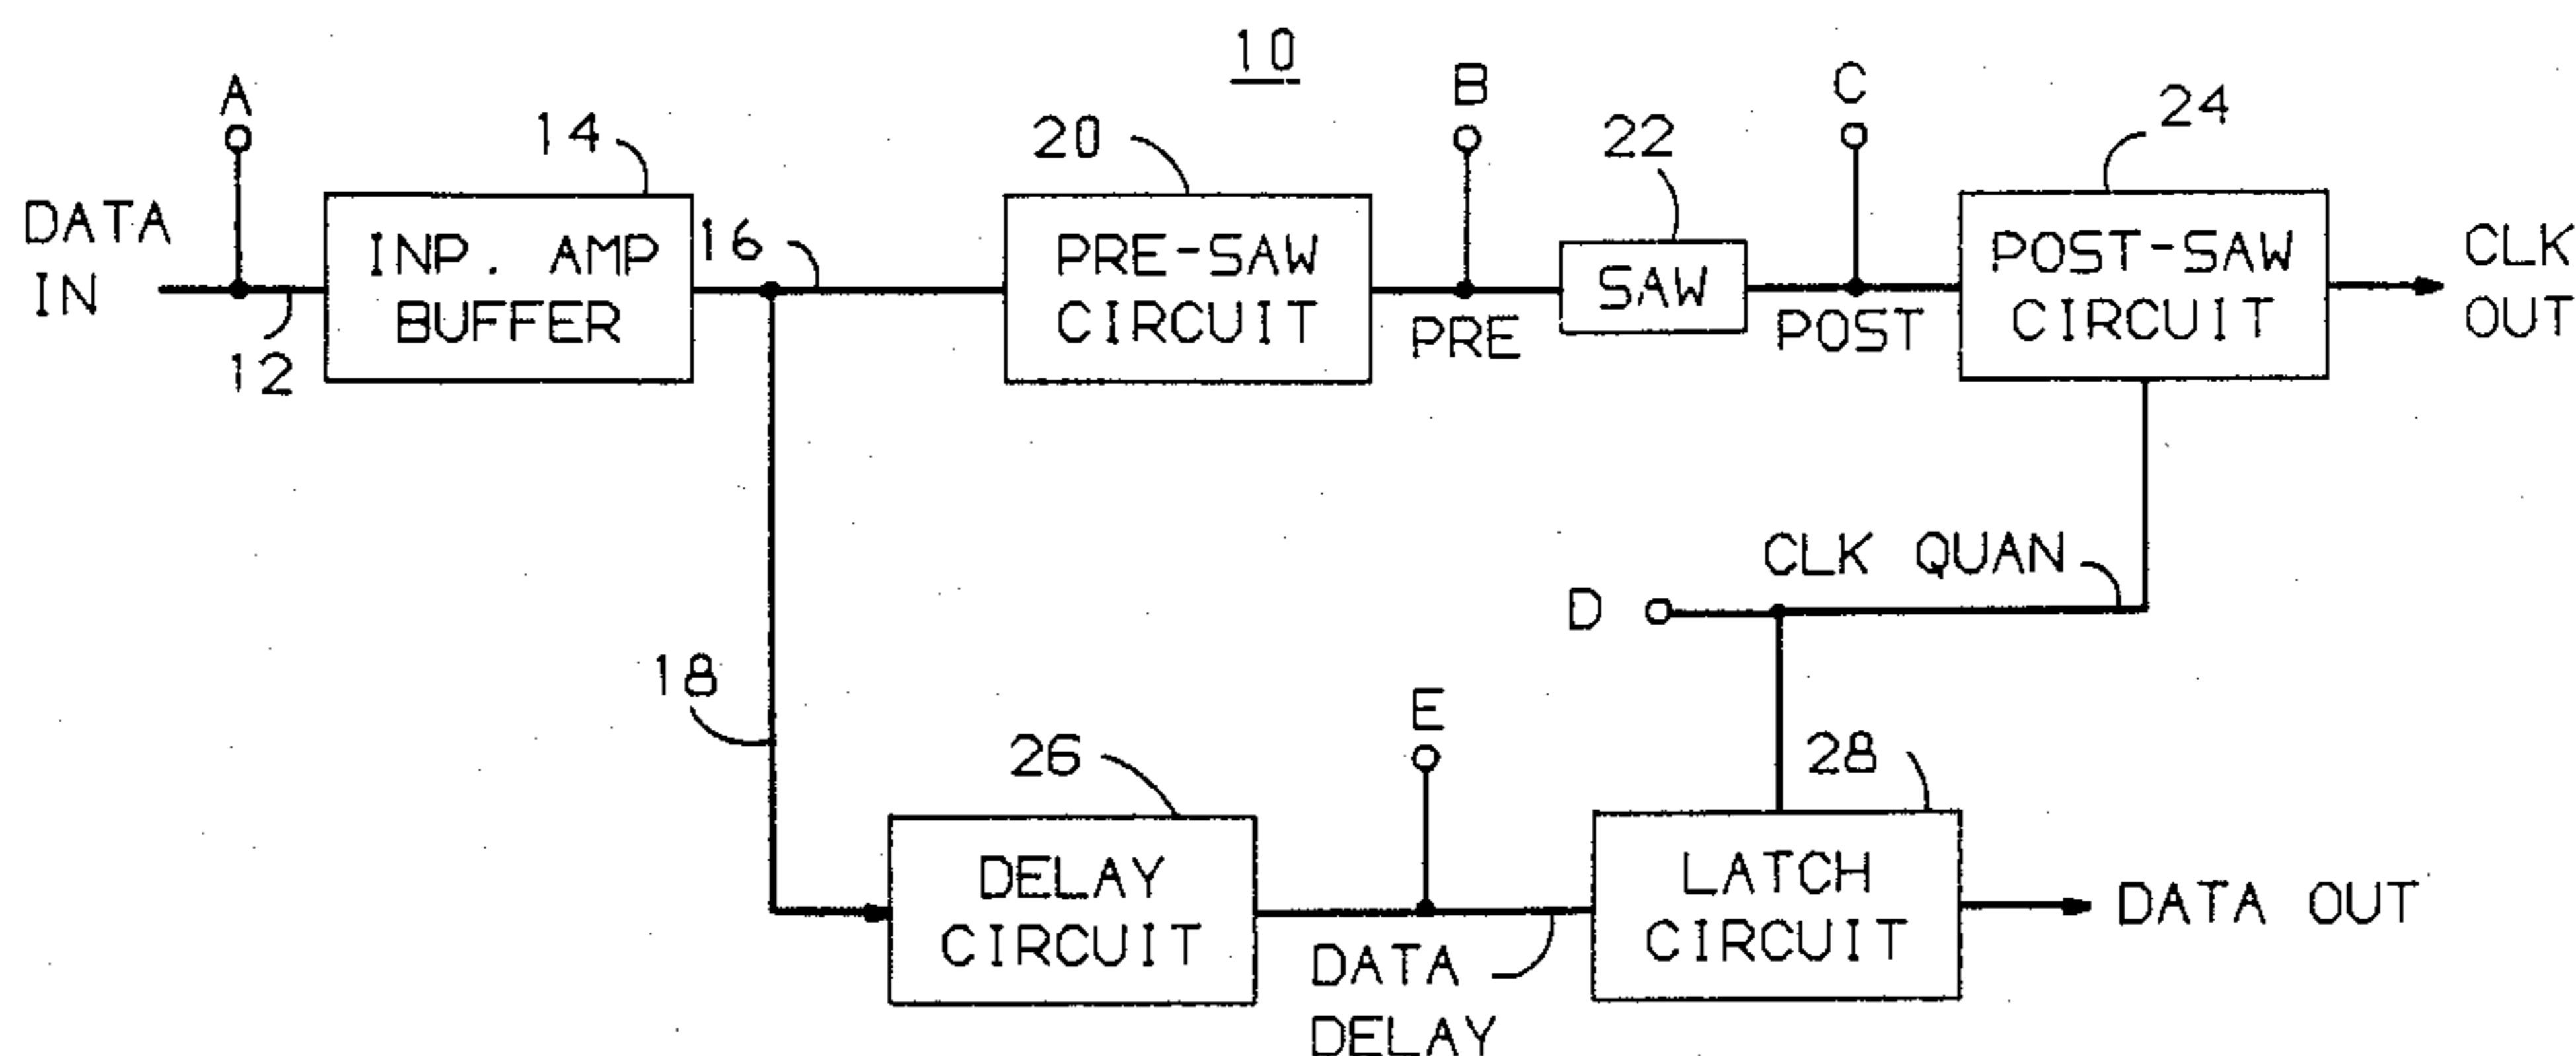 10
A
B
C
14
20
22
24
DATA
IN
INP. AMP
BUFFER
16
PRE-SAW
CIRCUIT
SAW
POST-SAW
CIRCUIT
CLK
OUT
12
PRE
POST
CLK QUAN
D
18
E
26
28
DELAY
CIRCUIT
LATCH
CIRCUIT
DATA OUT
DATA
DELAY